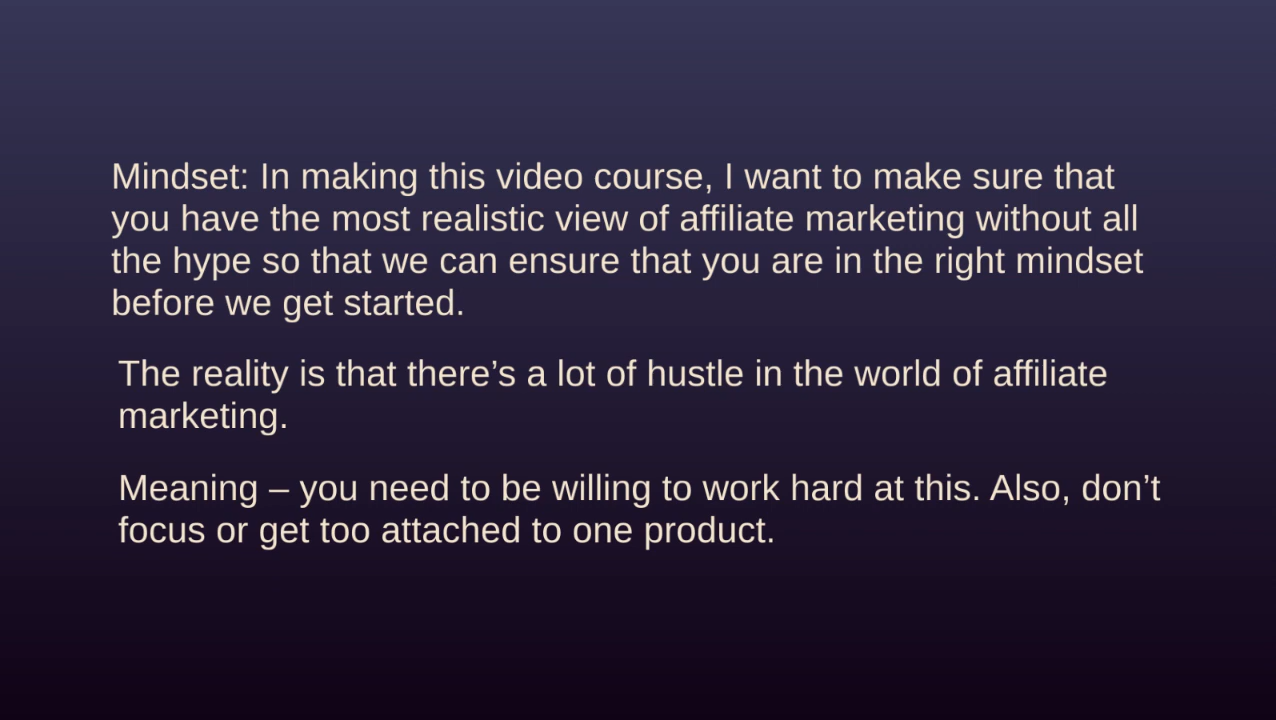 Mindset: In making this video course, I want to make sure that
you have the most realistic view of affiliate marketing without all
the hype so that we can ensure that you are in the right mindset
before we get started.
The reality is that there’s a lot of hustle in the world of affiliate
marketing.
Meaning – you need to be willing to work hard at this. Also, don’t
focus or get too attached to one product.